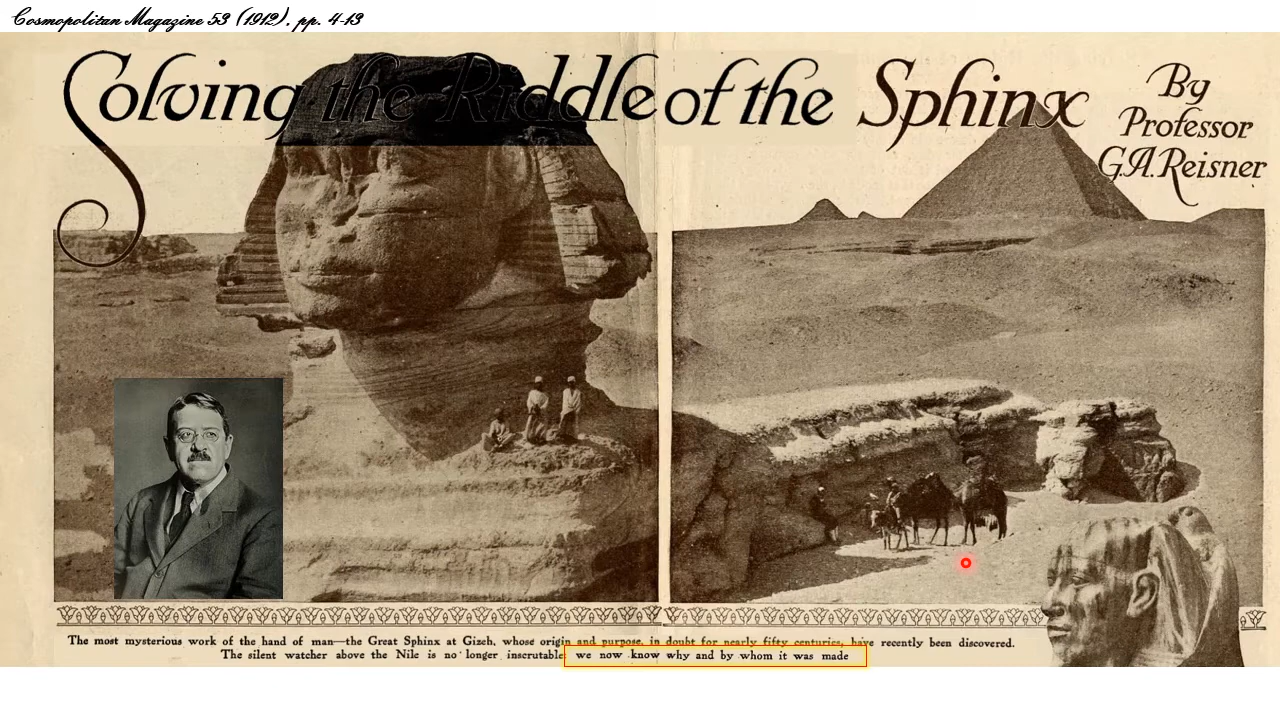 Cosmopolitan Magazine 53 (1912), pp. 4-13
Solving the Riddle of the Sphinx
By
Professor
G.A. Reisner
The most mysterious work of the hand of man—the Great Sphinx at Gizeh, whose origin and purpose, in doubt for nearly fifty centuries, have recently been discovered.
The silent watcher above the Nile is no longer inscrutable we now know why and by whom it was made